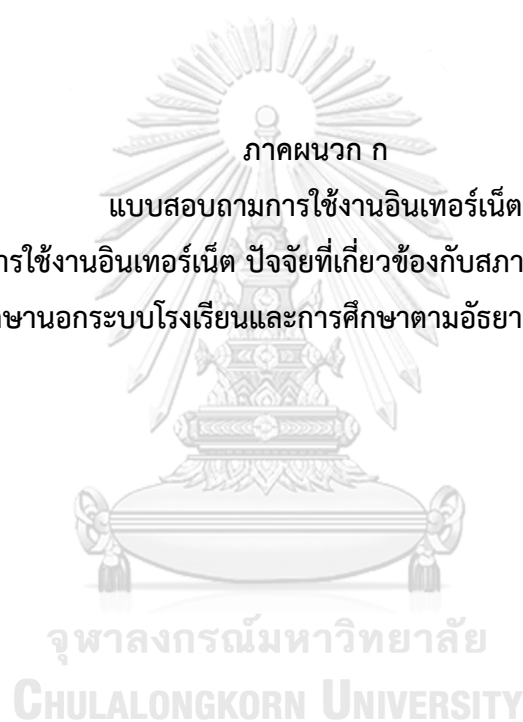 ภาคผนวก ก
แบบสอบถามการใช้งานอินเทอร์เน็ต
การใช้งานอินเทอร์เน็ต ปัจจัยที่เกี่ยวข้องกับสภา
ษานอกระบบโรงเรียนและการศึกษาตามอัธยา
จุฬาลงกรณ์มหาวิทยาลัย
CHULALONGKORN UNIVERSITY